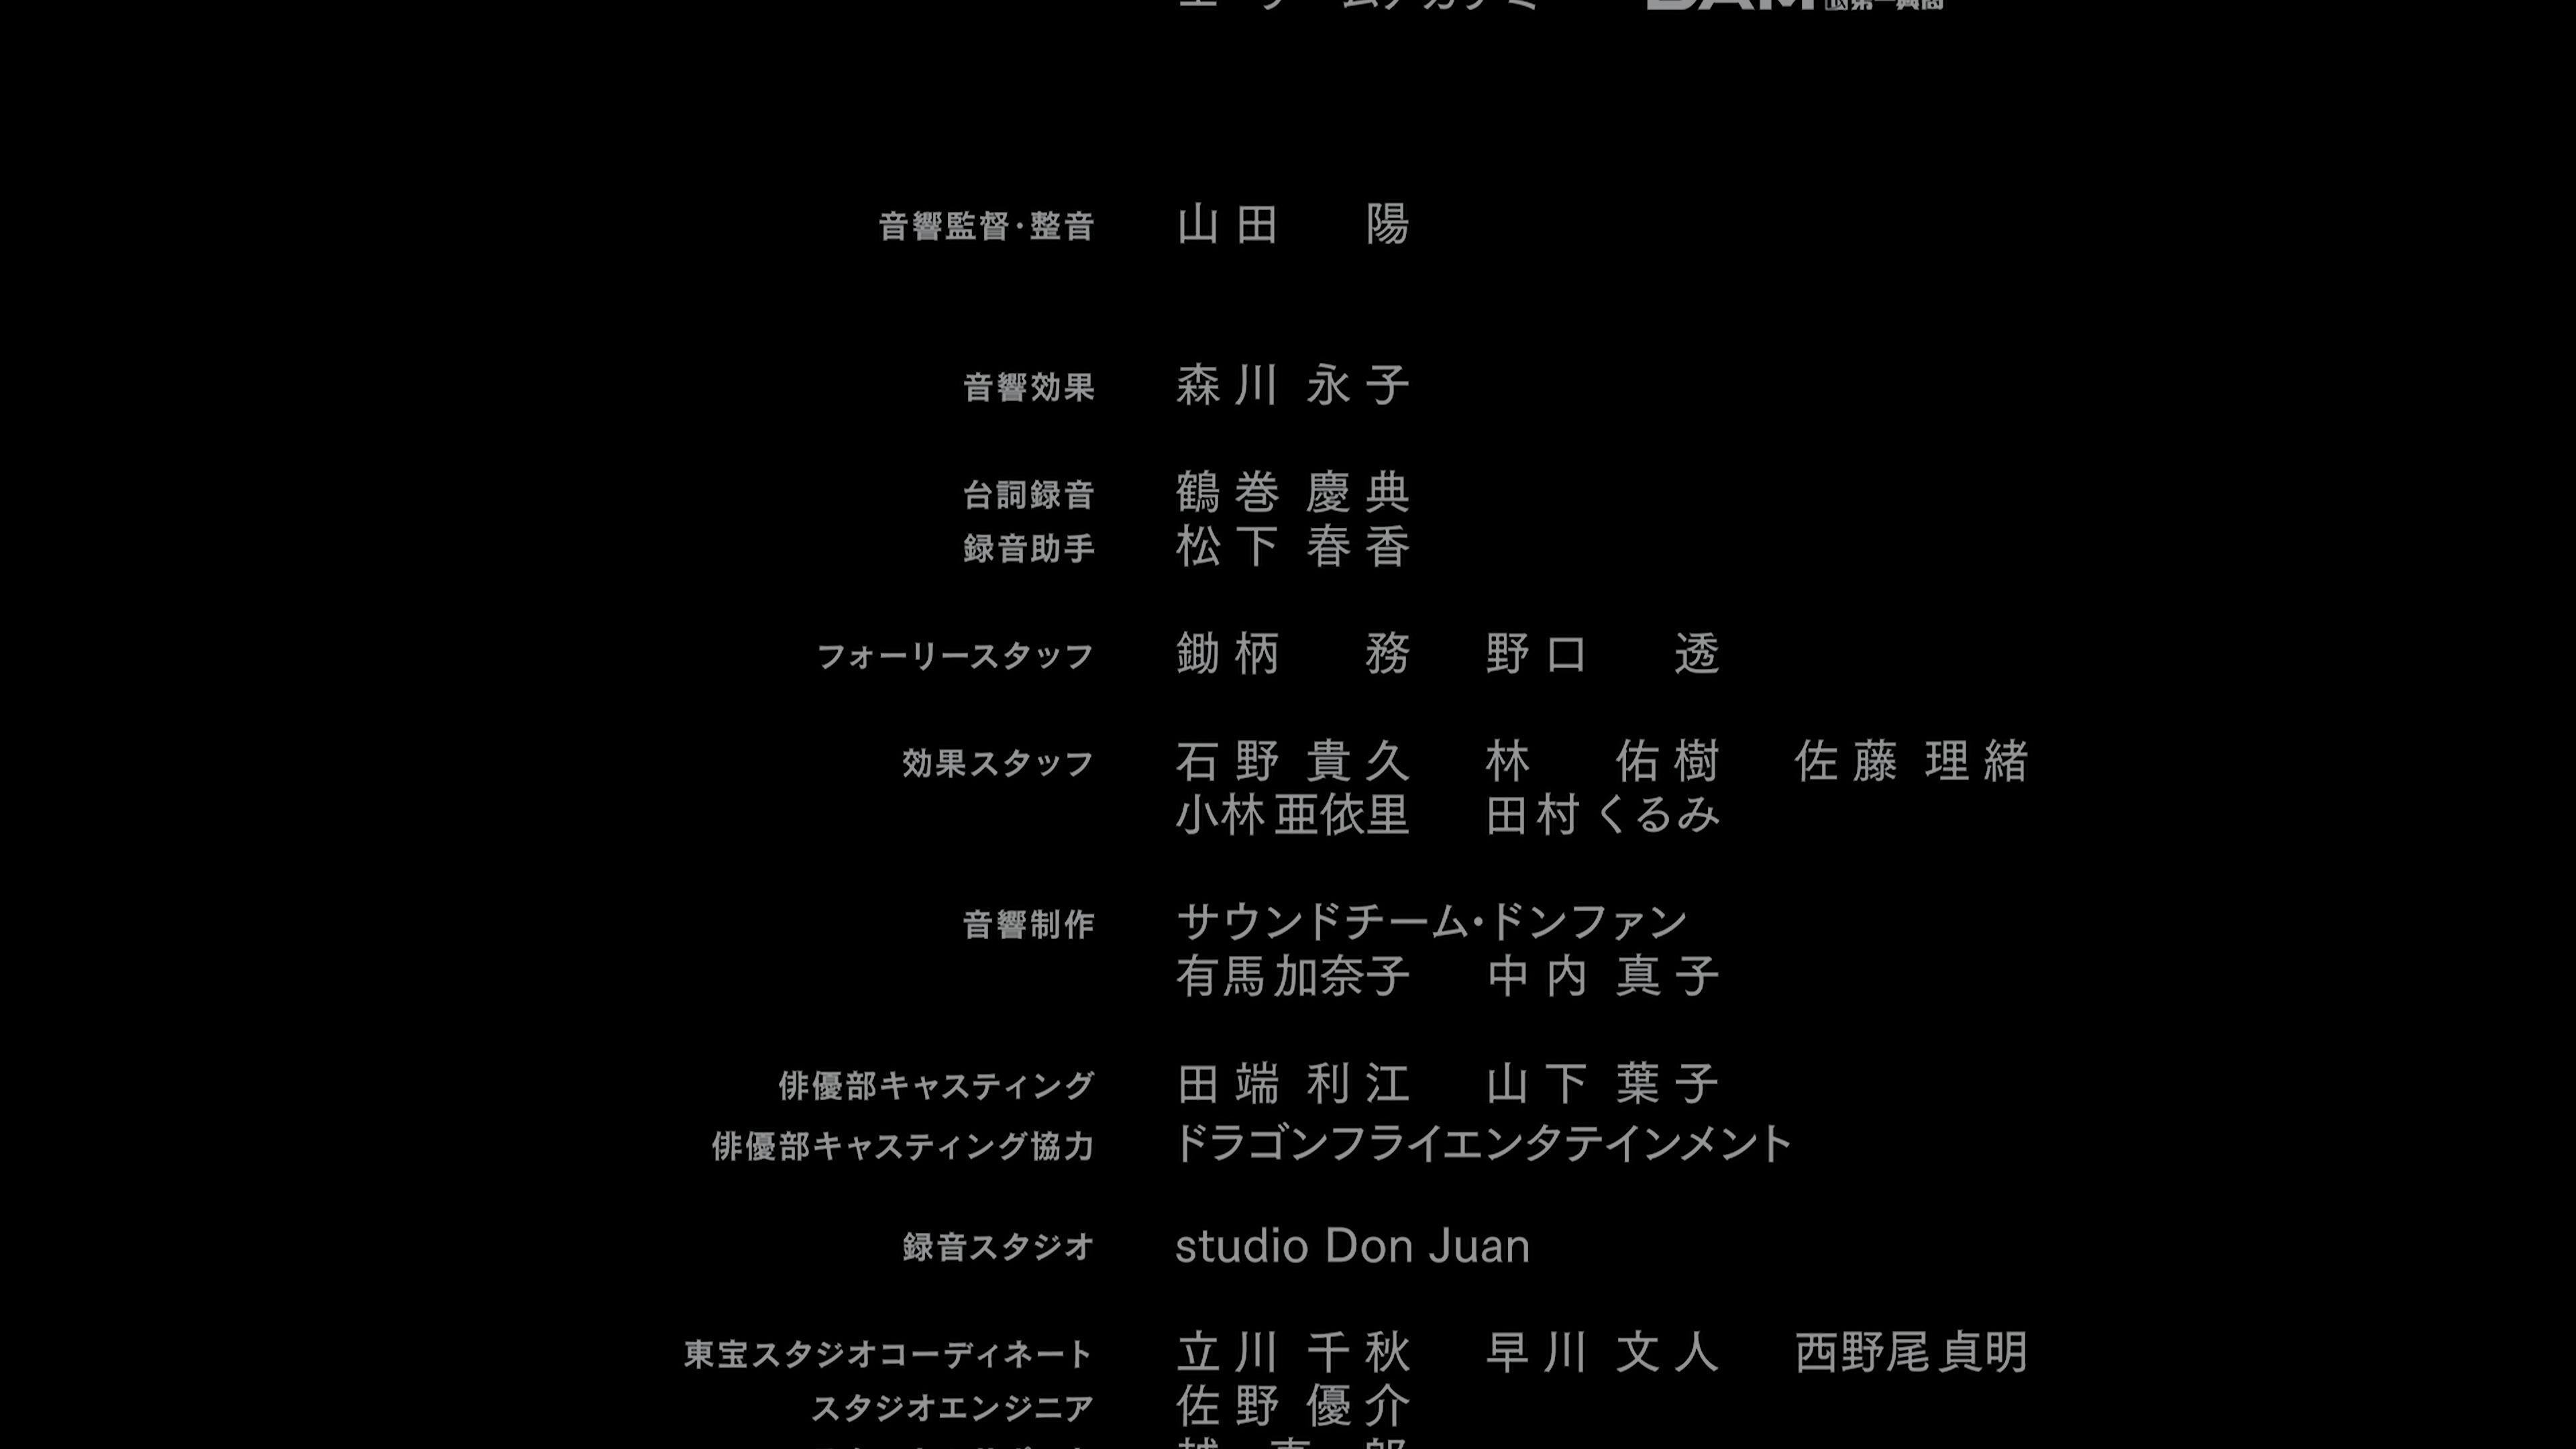 音響監督･整音 山田 陽
音響効果 森川 永子
台詞録音 鶴巻 慶典
録音助手 松下 春香
フォーリースタッフ 鋤柄 務 野口 透
効果スタッフ 石野 貴久 林 佑樹 佐藤 理緒
小林 亜依里 田村 くるみ
音響制作 サウンドチーム･ドンファン
有馬 加奈子 中内 真子
俳優部キャスティング 田端 利江 山下 葉子
俳優部キャスティング協力 ドラゴンフライエンタテインメント
録音スタジオ studio Don Juan
東宝スタジオコーディネート 立川 千秋 早川 文人 西野尾 貞明
スタジオエンジニア 佐野 優介